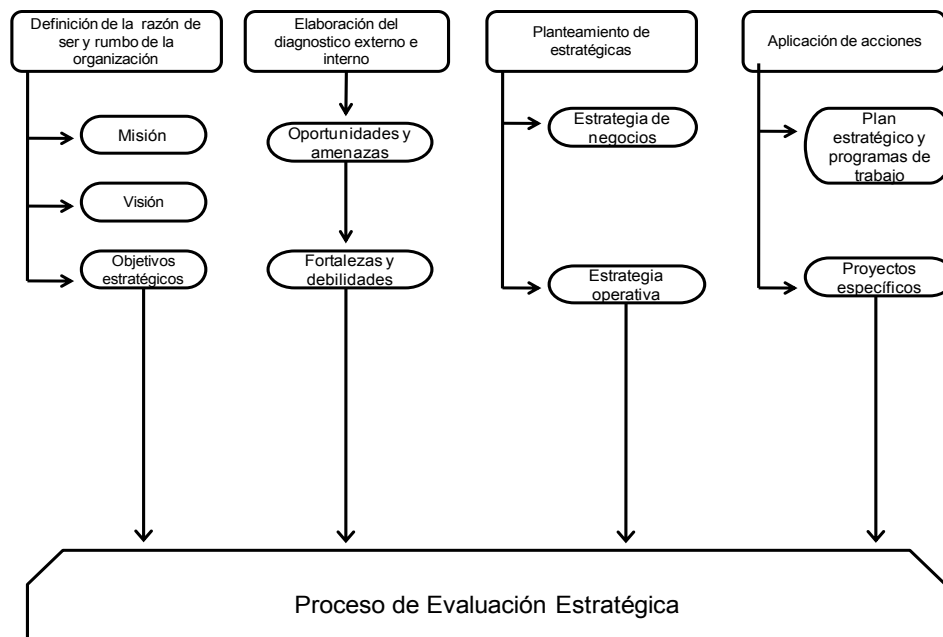 Definición de la razón de
ser y rumbo de la
organización
Misión
Visión
Objetivos
estratégicos
Elaboración del
diagnostico externo e
interno
Oportunidades y
amenazas
Fortalezas y
debilidades
Planteamiento de
estratégicas
Estrategia de
negocios
Estrategia
operativa
Aplicación de acciones
Plan
estratégico y
programas de
trabajo
Proyectos
específicos
Proceso de Evaluación Estratégica